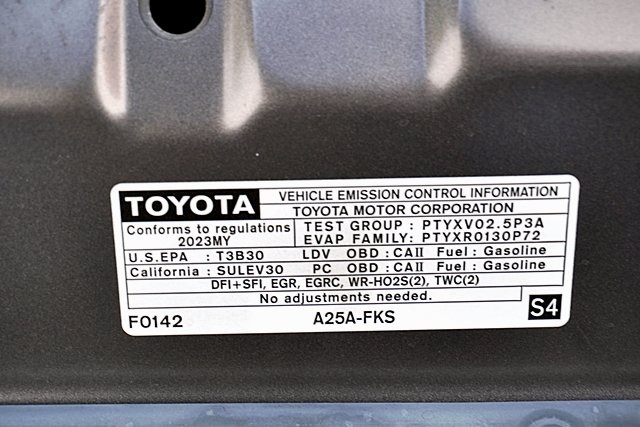 TOYOTA VEHICLE EMISSION CONTROL INFORMATION
TOYOTA MOTOR CORPORATION
Conforms to regulations 2023MY
TEST GROUP : PTYXV02.5P3A
EVAP FAMILY: PTYXR0130P72
U.S.EPA : T3B30 LDV OBD : CAII Fuel : Gasoline
California : SULEV30 PC OBD : CAII Fuel : Gasoline
DFI+SFI, EGR, EGRC, WR-HO2S(2), TWC(2)
No adjustments needed.
F0142 A25A-FKS S4